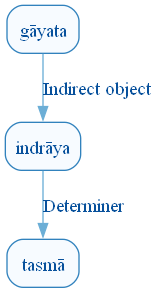 gāyata
Indirect object
indrāya
Determiner
tasmā